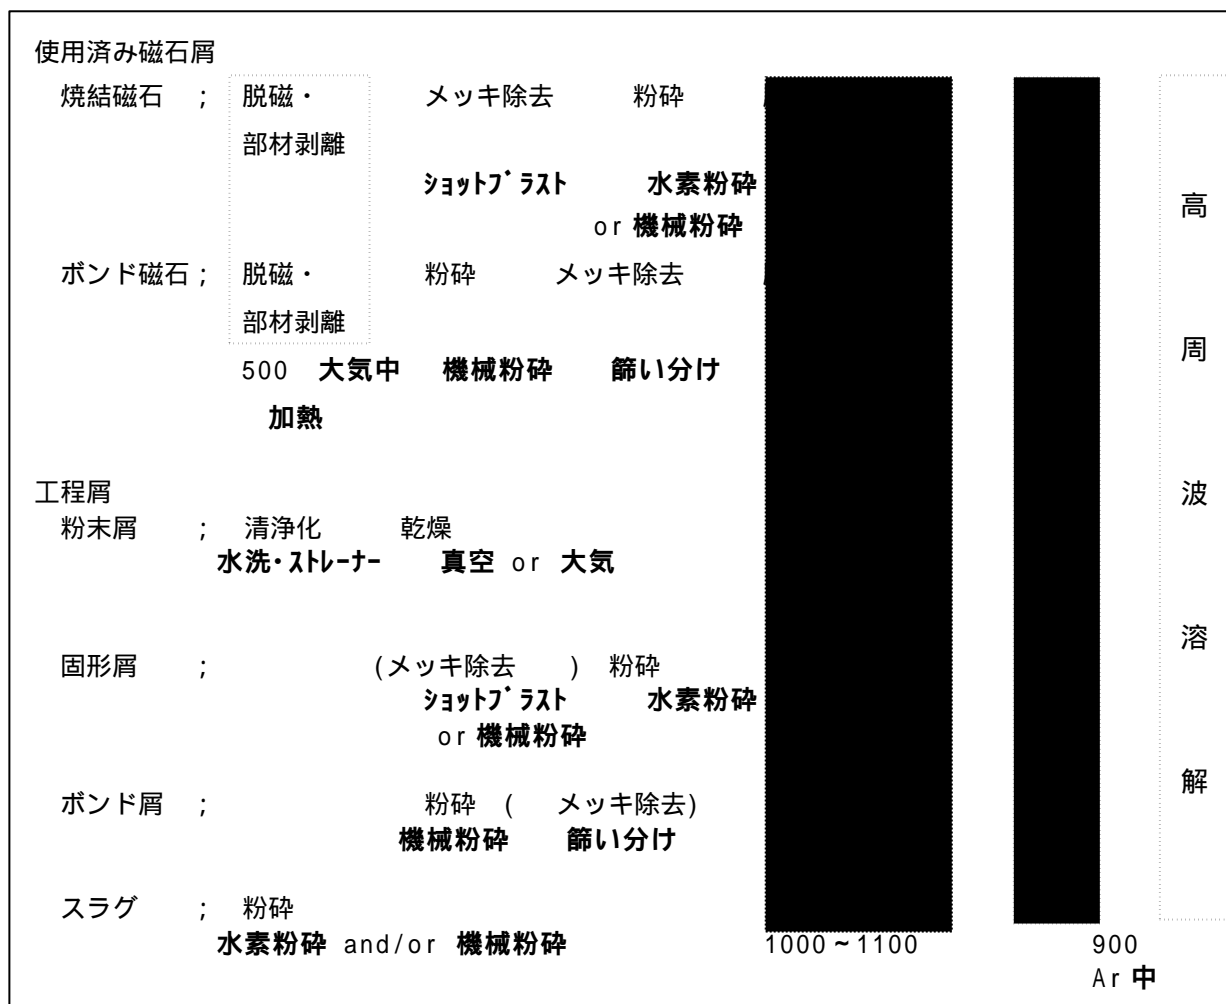 使用済み磁石屑
焼結磁石 ; 脱磁・ メッキ除去 粉砕
部材剥離
ショットブラスト 水素粉砕
or 機械粉砕
ボンド磁石 ; 脱磁・ 粉砕 メッキ除去
部材剥離
500 大気中 機械粉砕 篩い分け
加熱
工程屑
粉末屑 ; 清浄化 乾燥
水洗・ストレーナー 真空 or 大気
固形屑 ; (メッキ除去 ) 粉砕
ショットブラスト 水素粉砕
or 機械粉砕
ボンド屑 ; 粉砕 ( メッキ除去)
機械粉砕 篩い分け
スラグ ; 粉砕
水素粉砕 and/or 機械粉砕
1000~1100
900
Ar 中
高周波溶解